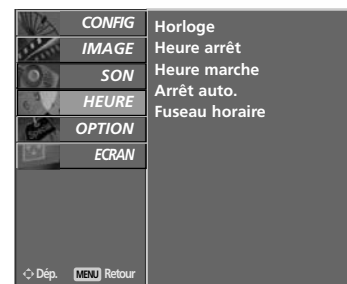 CONFIG
IMAGE
SON
HEURE
OPTION
ECRAN
Horloge
Heure arrêt
Heure marche
Arrêt auto.
Fuseau horaire
Dép. MENU Retour